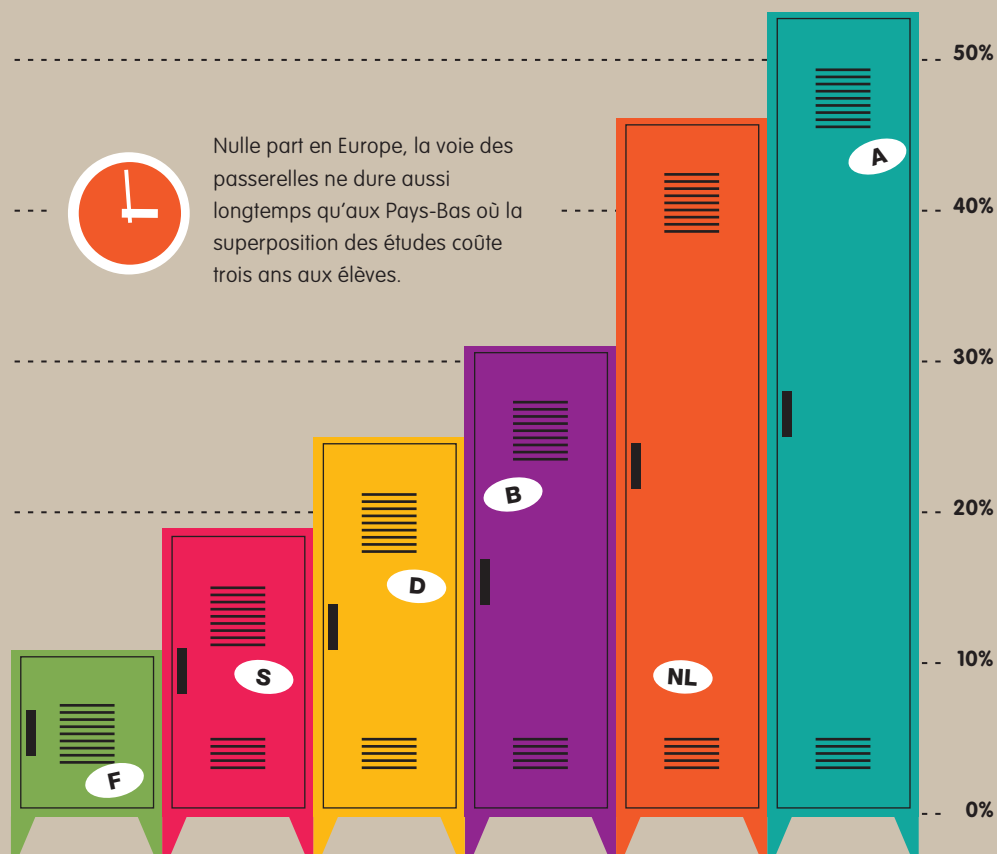 50%
Nulle part en Europe, la voie des
passerelles ne dure aussi
longtemps qu'aux Pays-Bas où la
superposition des études coûte
trois ans aux élèves.
A
40%
30%
B
20%
D
S
NL
10%
F
0%